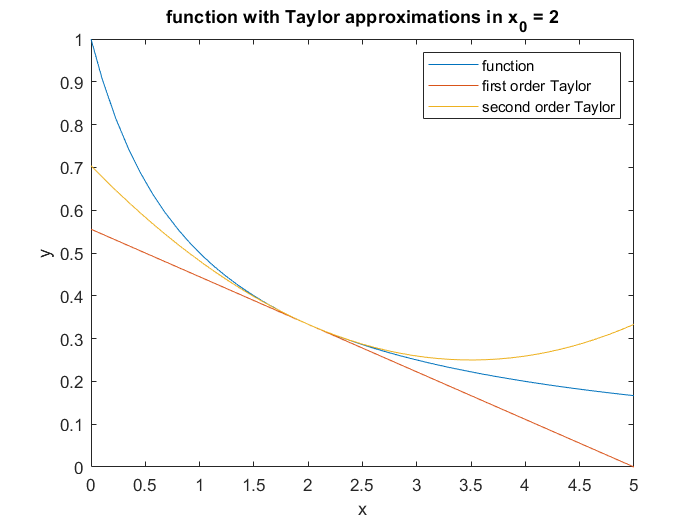 function with Taylor approximations in x0 = 2
function
first order Taylor
second order Taylor
1
0.9
0.8
0.7
0.6
0.5
0.4
0.3
0.2
0.1
0
y
0 0.5 1 1.5 2 2.5 3 3.5 4 4.5 5
x